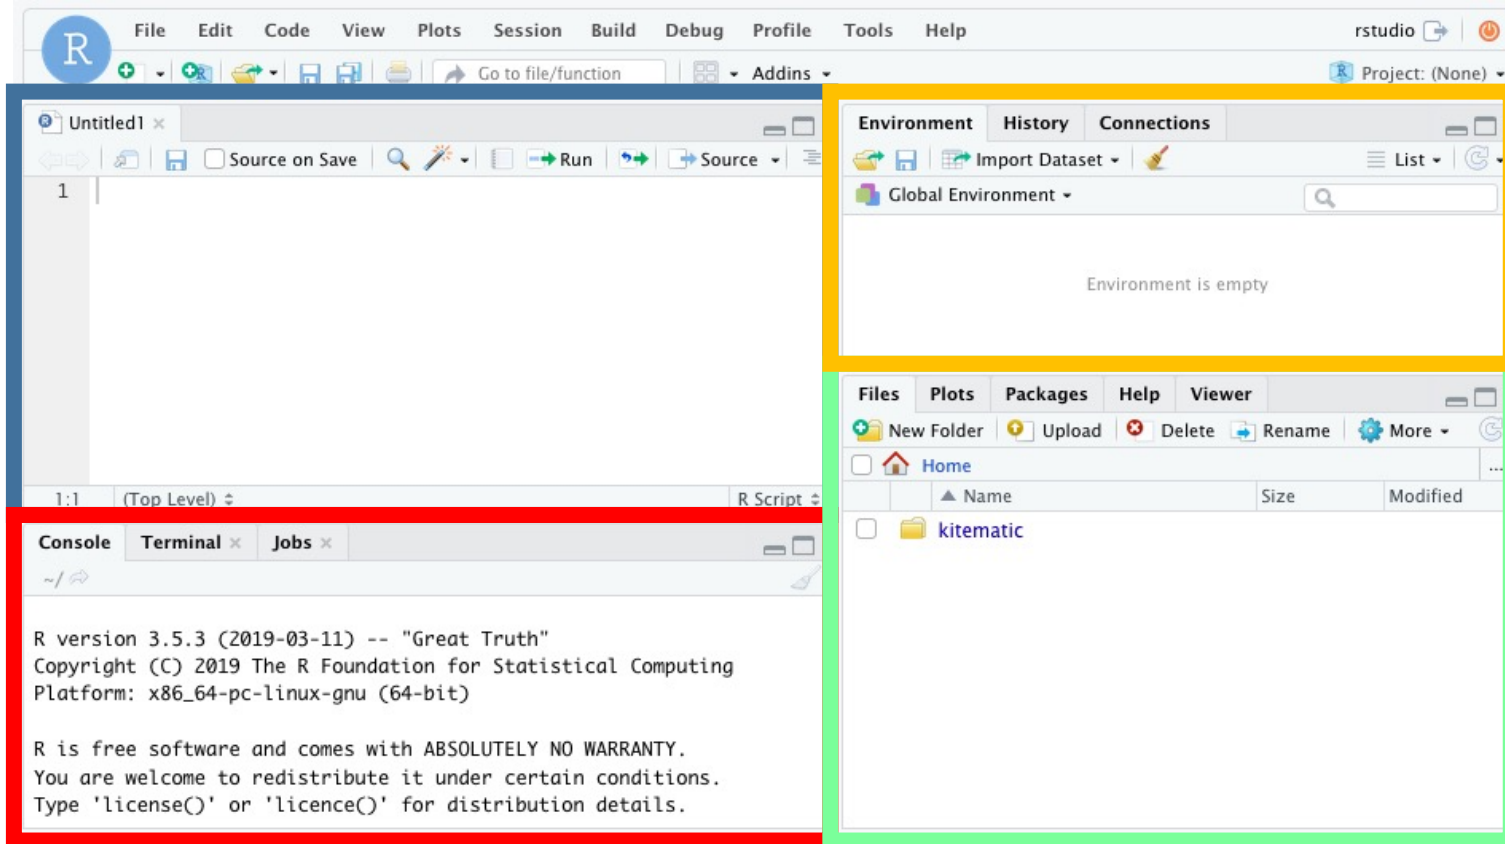 R
File Edit Code View Plots Session Build Debug Profile Tools Help
rstudio
R
Go to file/function
Addins
R Project: (None)
R Untitled1
Source on Save Run Source
1
1:1 (Top Level) R Script
Console Terminal Jobs
~/
R version 3.5.3 (2019-03-11) -- "Great Truth"
Copyright (C) 2019 The R Foundation for Statistical Computing
Platform: x86_64-pc-linux-gnu (64-bit)
R is free software and comes with ABSOLUTELY NO WARRANTY.
You are welcome to redistribute it under certain conditions.
Type 'license()' or 'licence()' for distribution details.
Environment History Connections
Import Dataset List
Global Environment
Environment is empty
Files Plots Packages Help Viewer
New Folder Upload Delete Rename More
Home ...
Name Size Modified
kitematic